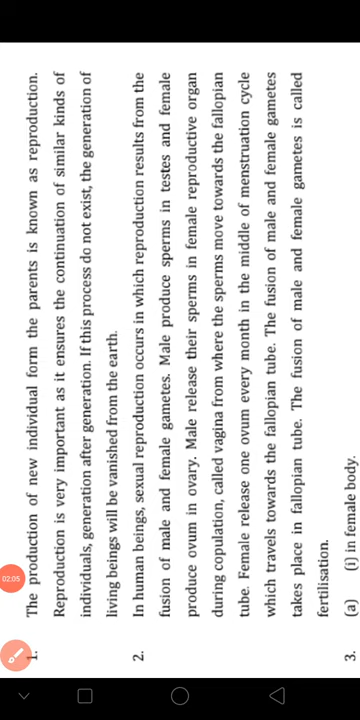 1. The production of new individual form the parents is known as reproduction.
Reproduction is very important as it ensures the continuation of similar kinds of
individuals, generation after generation. If this process do not exist, the generation of
living beings will be vanished from the earth.
2. In human beings, sexual reproduction occurs in which reproduction results from the
fusion of male and female gametes. Male produce sperms in testes and female
produce ovum in ovary. Male release their sperms in female reproductive organ
during copulation, called vagina from where the sperms move towards the fallopian
tube. Female release one ovum every month in the middle of menstruation cycle
which travels towards the fallopian tube. The fusion of male and female gametes
takes place in fallopian tube. The fusion of male and female gametes is called
fertilisation.
3. (a) (i) in female body.
02:05